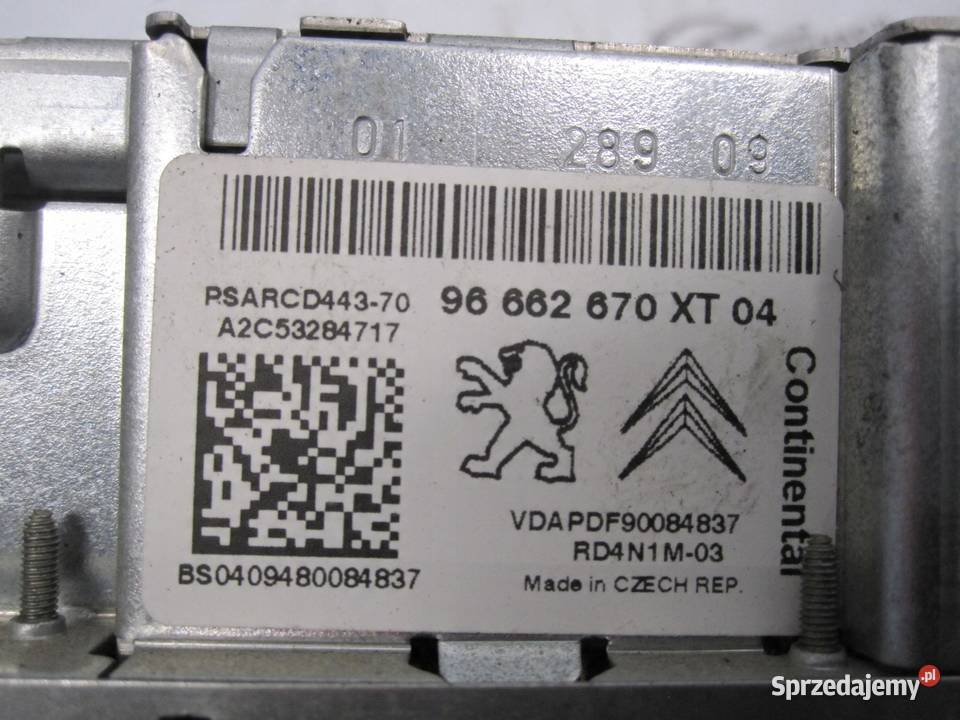 01 289 09
PSARCD443-70 96 662 670 XT 04
A2C53284717
Continental
VDAPDF90084837
RD4N1M-03
BS0409480084837
Made in CZECH REP.
Sprzedajemy.pl